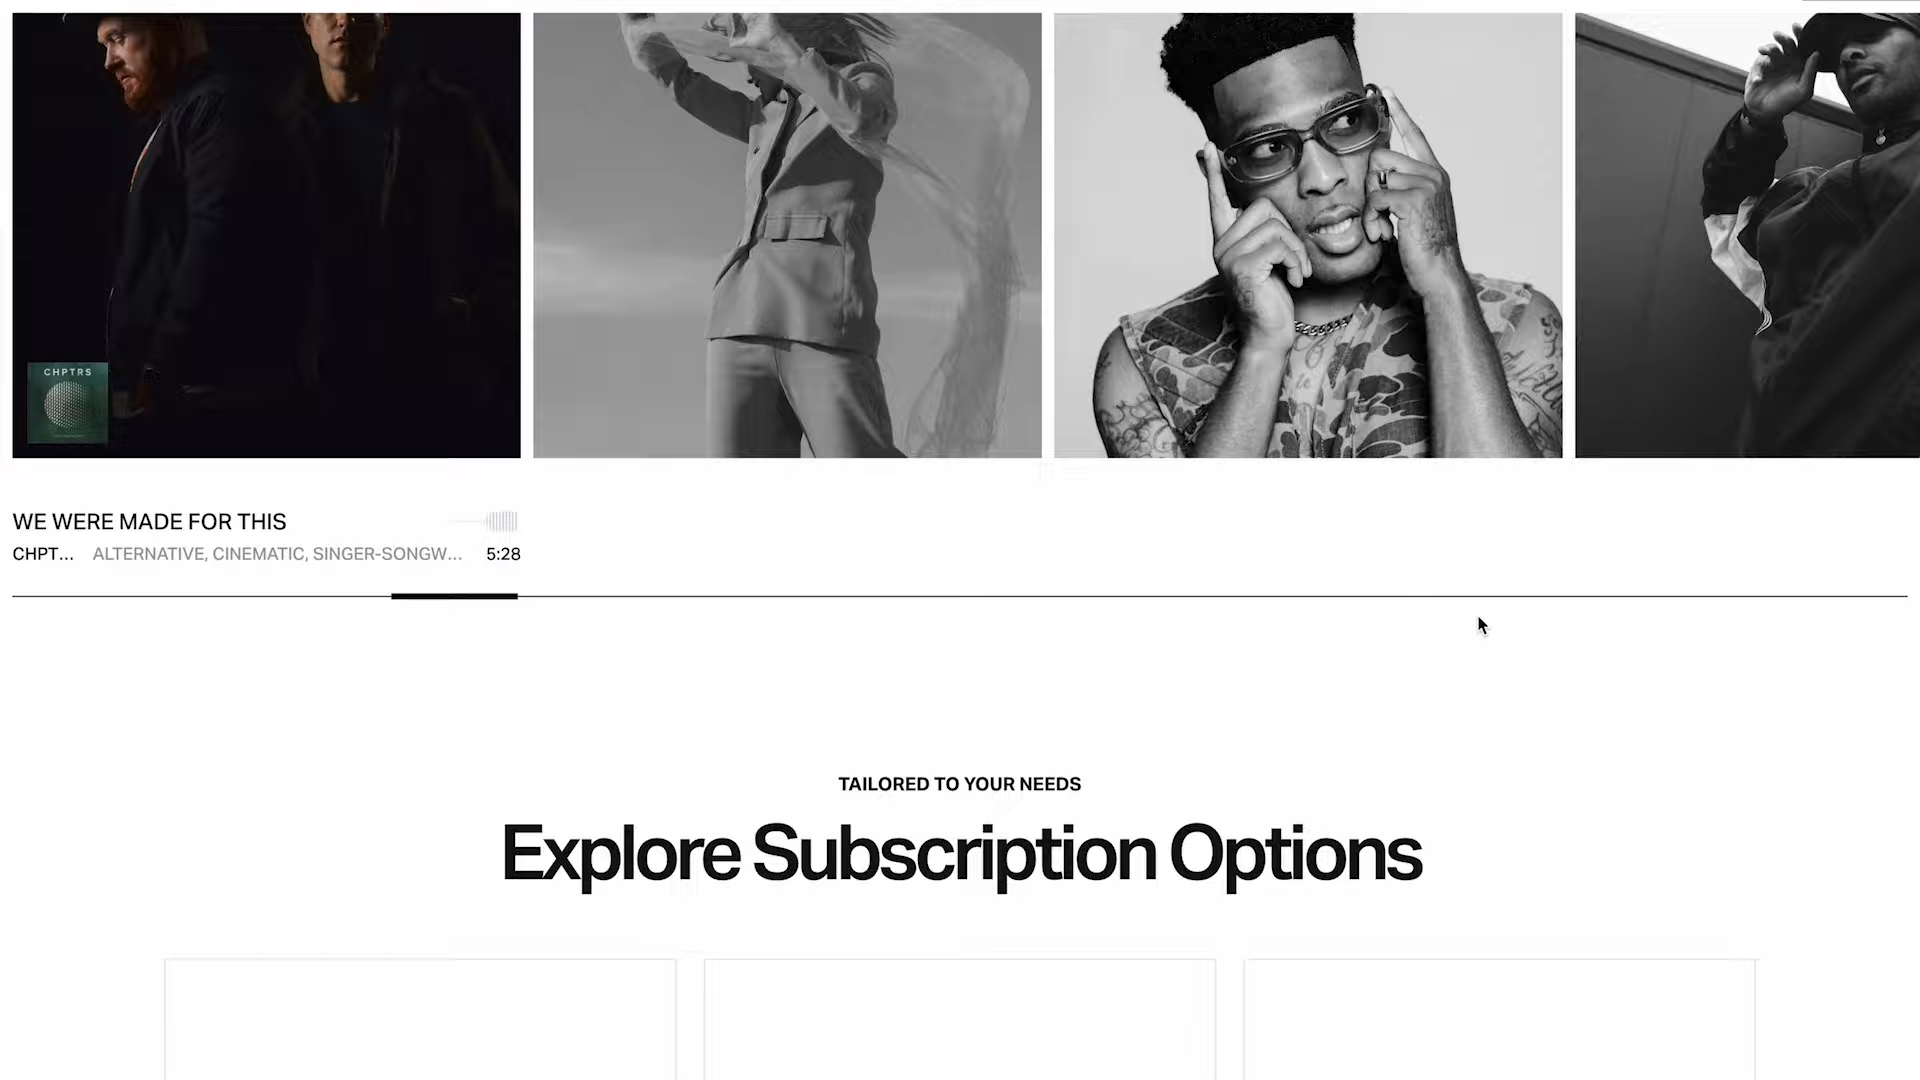 CHPTRS
WE WERE MADE FOR THIS
CHPT... ALTERNATIVE, CINEMATIC, SINGER-SONGW... 5:28
TAILORED TO YOUR NEEDS
Explore Subscription Options